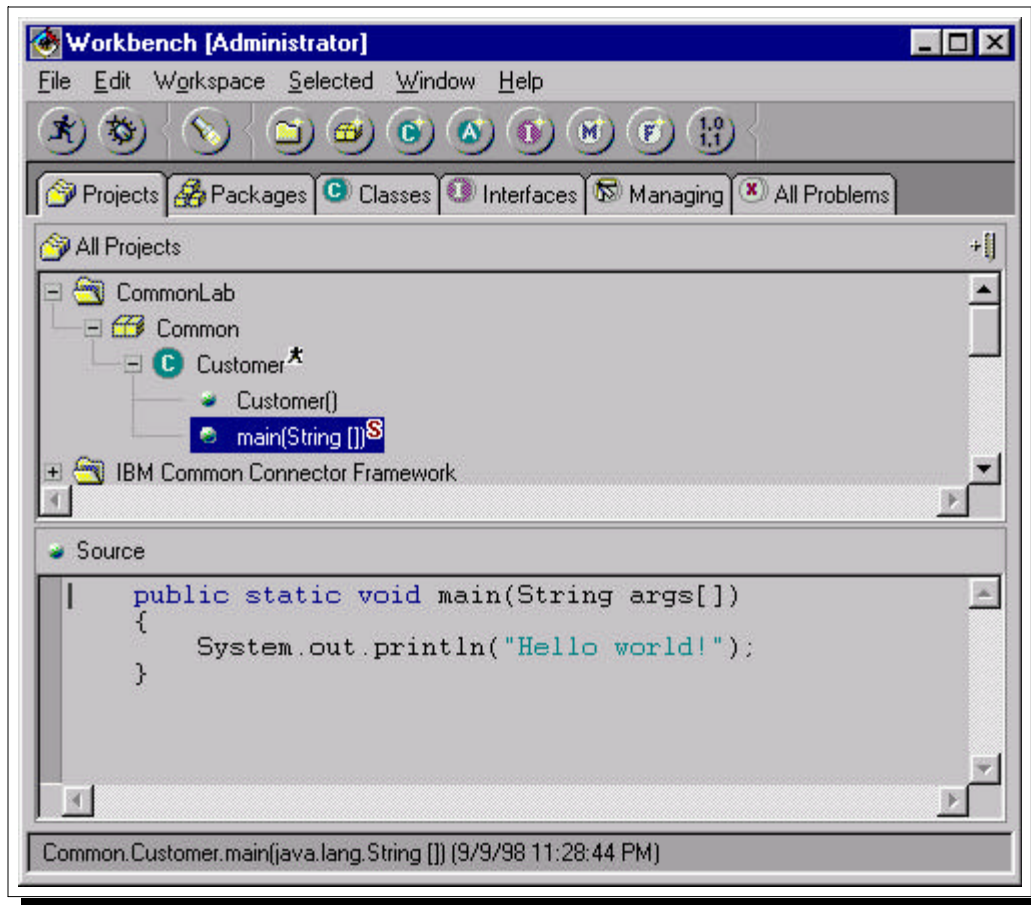 Workbench [Administrator]
File Edit Workspace Selected Window Help
C A I M F 1,0
1,1
Projects Packages C Classes I Interfaces Managing X All Problems
All Projects
CommonLab
Common
C Customer
Customer()
main(String [])S
IBM Common Connector Framework
Source
public static void main(String args[])
{
System.out.println("Hello world!");
}
Common.Customer.main(java.lang.String []) (9/9/98 11:28:44 PM)